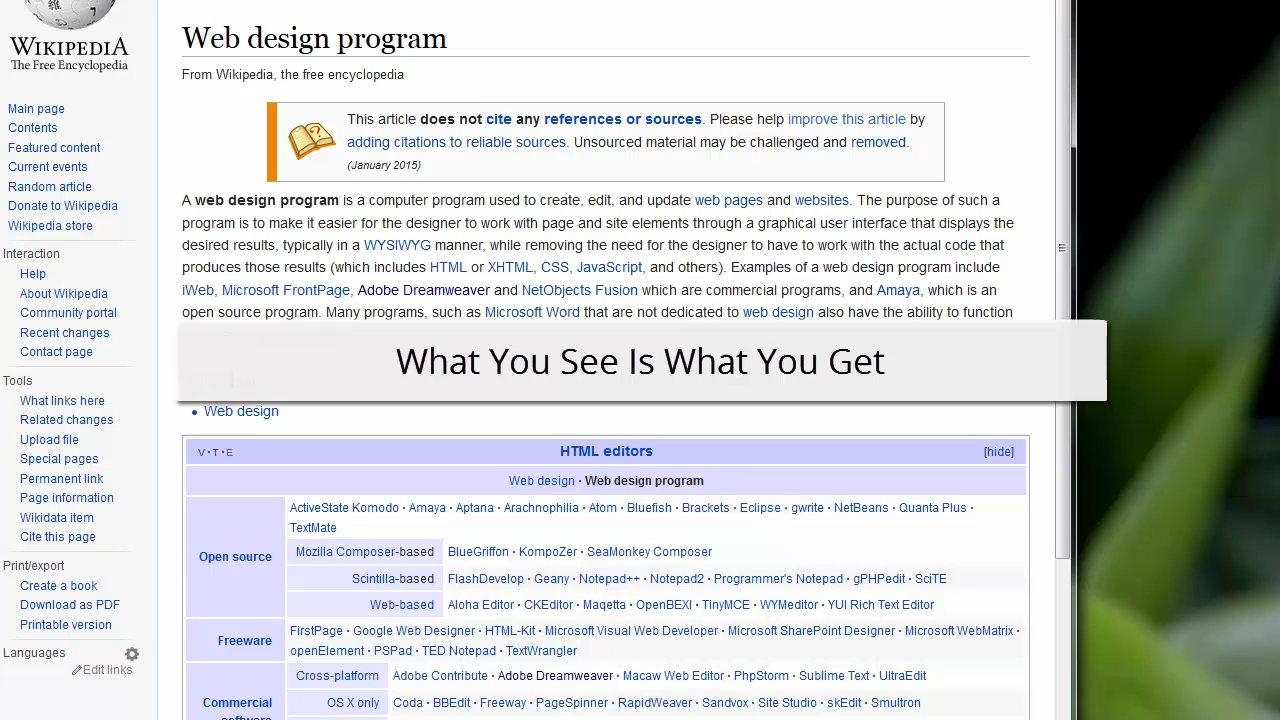 WIKIPEDIA
The Free Encyclopedia
Main page
Contents
Featured content
Current events
Random article
Donate to Wikipedia
Wikipedia store
Interaction
Help
About Wikipedia
Community portal
Recent changes
Contact page
Tools
What links here
Related changes
Upload file
Special pages
Permanent link
Page information
Wikidata item
Cite this page
Print/export
Create a book
Download as PDF
Printable version
Languages
Edit links
Web design program
From Wikipedia, the free encyclopedia
This article does not cite any references or sources. Please help improve this article by
adding citations to reliable sources. Unsourced material may be challenged and removed.
(January 2015)
A web design program is a computer program used to create, edit, and update web pages and websites. The purpose of such a
program is to make it easier for the designer to work with page and site elements through a graphical user interface that displays the
desired results, typically in a WYSIWYG manner, while removing the need for the designer to have to work with the actual code that
produces those results (which includes HTML or XHTML, CSS, JavaScript, and others). Examples of a web design program include
iWeb, Microsoft FrontPage, Adobe Dreamweaver and NetObjects Fusion which are commercial programs, and Amaya, which is an
open source program. Many programs, such as Microsoft Word that are not dedicated to web design also have the ability to function
What You See Is What You Get
• Web design
V · T · E HTML editors [hide]
Web design · Web design program
Open source
ActiveState Komodo · Amaya · Aptana · Arachnophilia · Atom · Bluefish · Brackets · Eclipse · gwrite · NetBeans · Quanta Plus ·
TextMate
Mozilla Composer-based BlueGriffon · KompoZer · SeaMonkey Composer
Scintilla-based FlashDevelop · Geany · Notepad++ · Notepad2 · Programmer's Notepad · gPHPedit · SciTE
Web-based Aloha Editor · CKEditor · Maqetta · OpenBEXI · TinyMCE · WYMeditor · YUI Rich Text Editor
Freeware
FirstPage · Google Web Designer · HTML-Kit · Microsoft Visual Web Developer · Microsoft SharePoint Designer · Microsoft WebMatrix ·
openElement · PSPad · TED Notepad · TextWrangler
Commercial
software
Cross-platform Adobe Contribute · Adobe Dreamweaver · Macaw Web Editor · PhpStorm · Sublime Text · UltraEdit
OS X only Coda · BBEdit · Freeway · PageSpinner · RapidWeaver · Sandvox · Site Studio · skEdit · Smultron